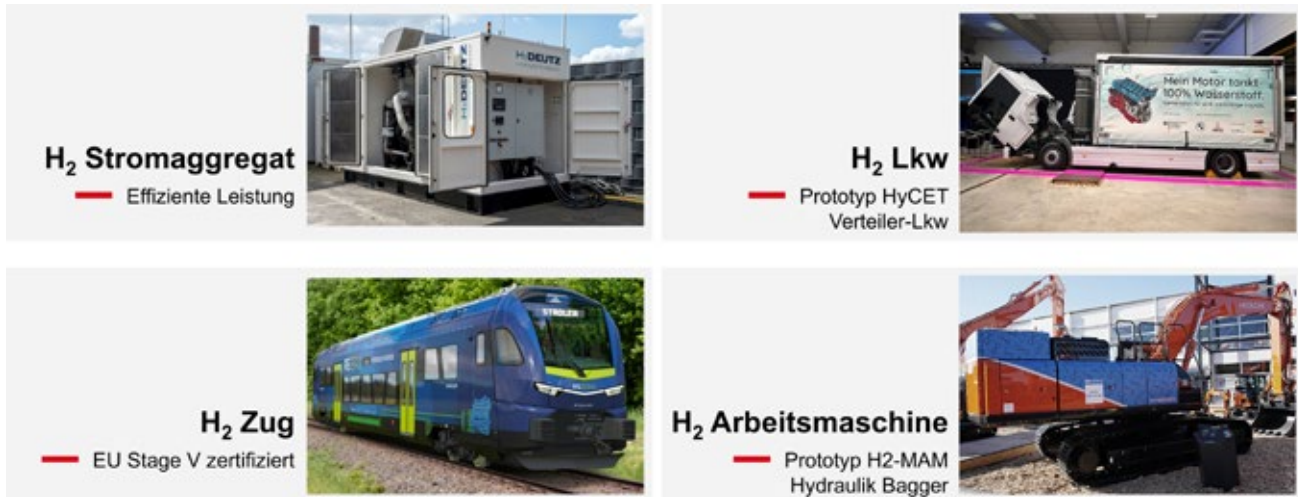 H₂ Stromaggregat
Effiziente Leistung
H₂DEUTZ
H₂ Lkw
Prototyp HyCET
Verteiler-Lkw
Mein Motor tankt
100% Wasserstoff.
H₂ Zug
EU Stage V zertifiziert
STADLER
H₂ Arbeitsmaschine
Prototyp H2-MAM
Hydraulik Bagger